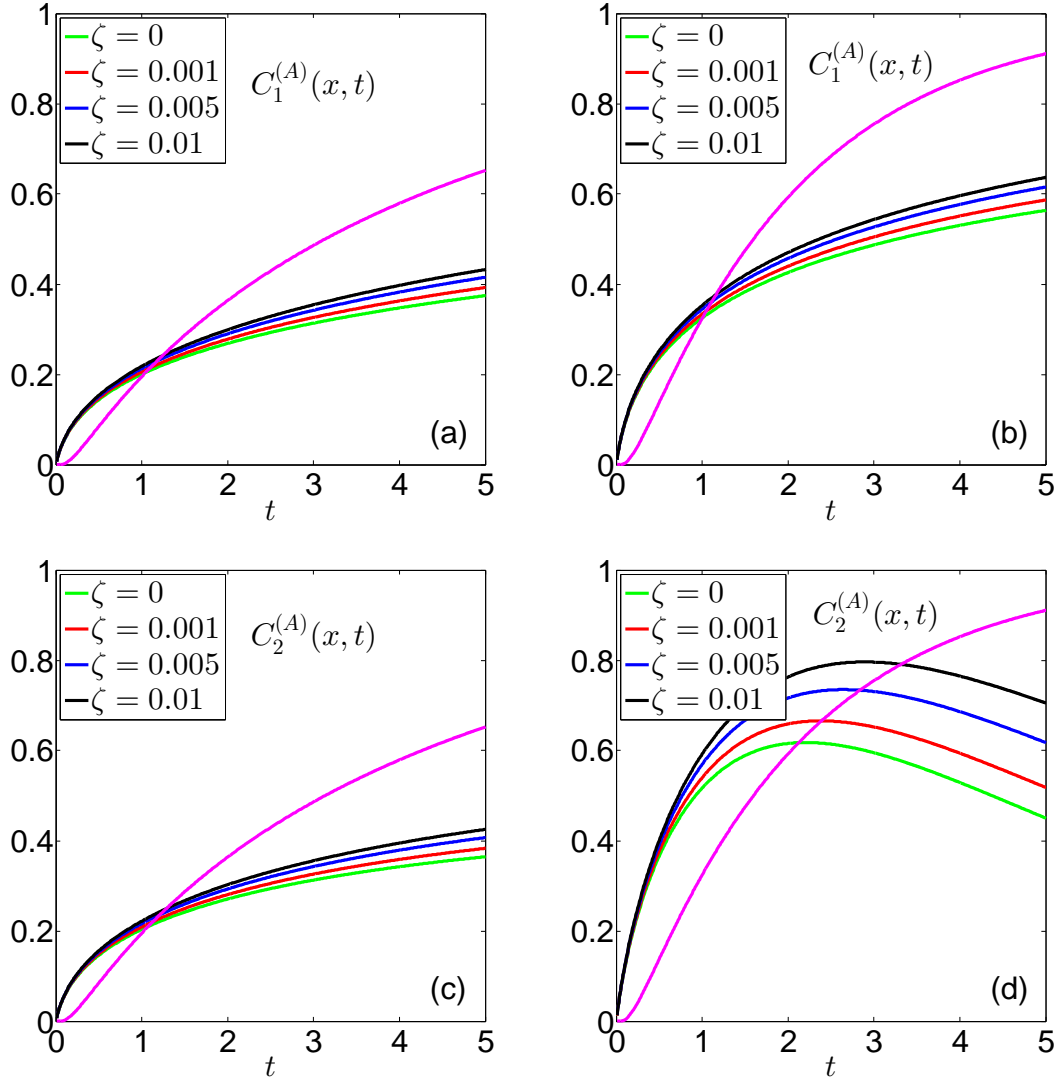 1
0.8
0.6
0.4
0.2
0
0 1 2 3 4 5
t
ζ = 0
ζ = 0.001
ζ = 0.005
ζ = 0.01
C₁⁽ᴬ⁾(x, t)
(a)
1
0.8
0.6
0.4
0.2
0
0 1 2 3 4 5
t
ζ = 0
ζ = 0.001
ζ = 0.005
ζ = 0.01
C₁⁽ᴬ⁾(x, t)
(b)
1
0.8
0.6
0.4
0.2
0
0 1 2 3 4 5
t
ζ = 0
ζ = 0.001
ζ = 0.005
ζ = 0.01
C₂⁽ᴬ⁾(x, t)
(c)
1
0.8
0.6
0.4
0.2
0
0 1 2 3 4 5
t
ζ = 0
ζ = 0.001
ζ = 0.005
ζ = 0.01
C₂⁽ᴬ⁾(x, t)
(d)